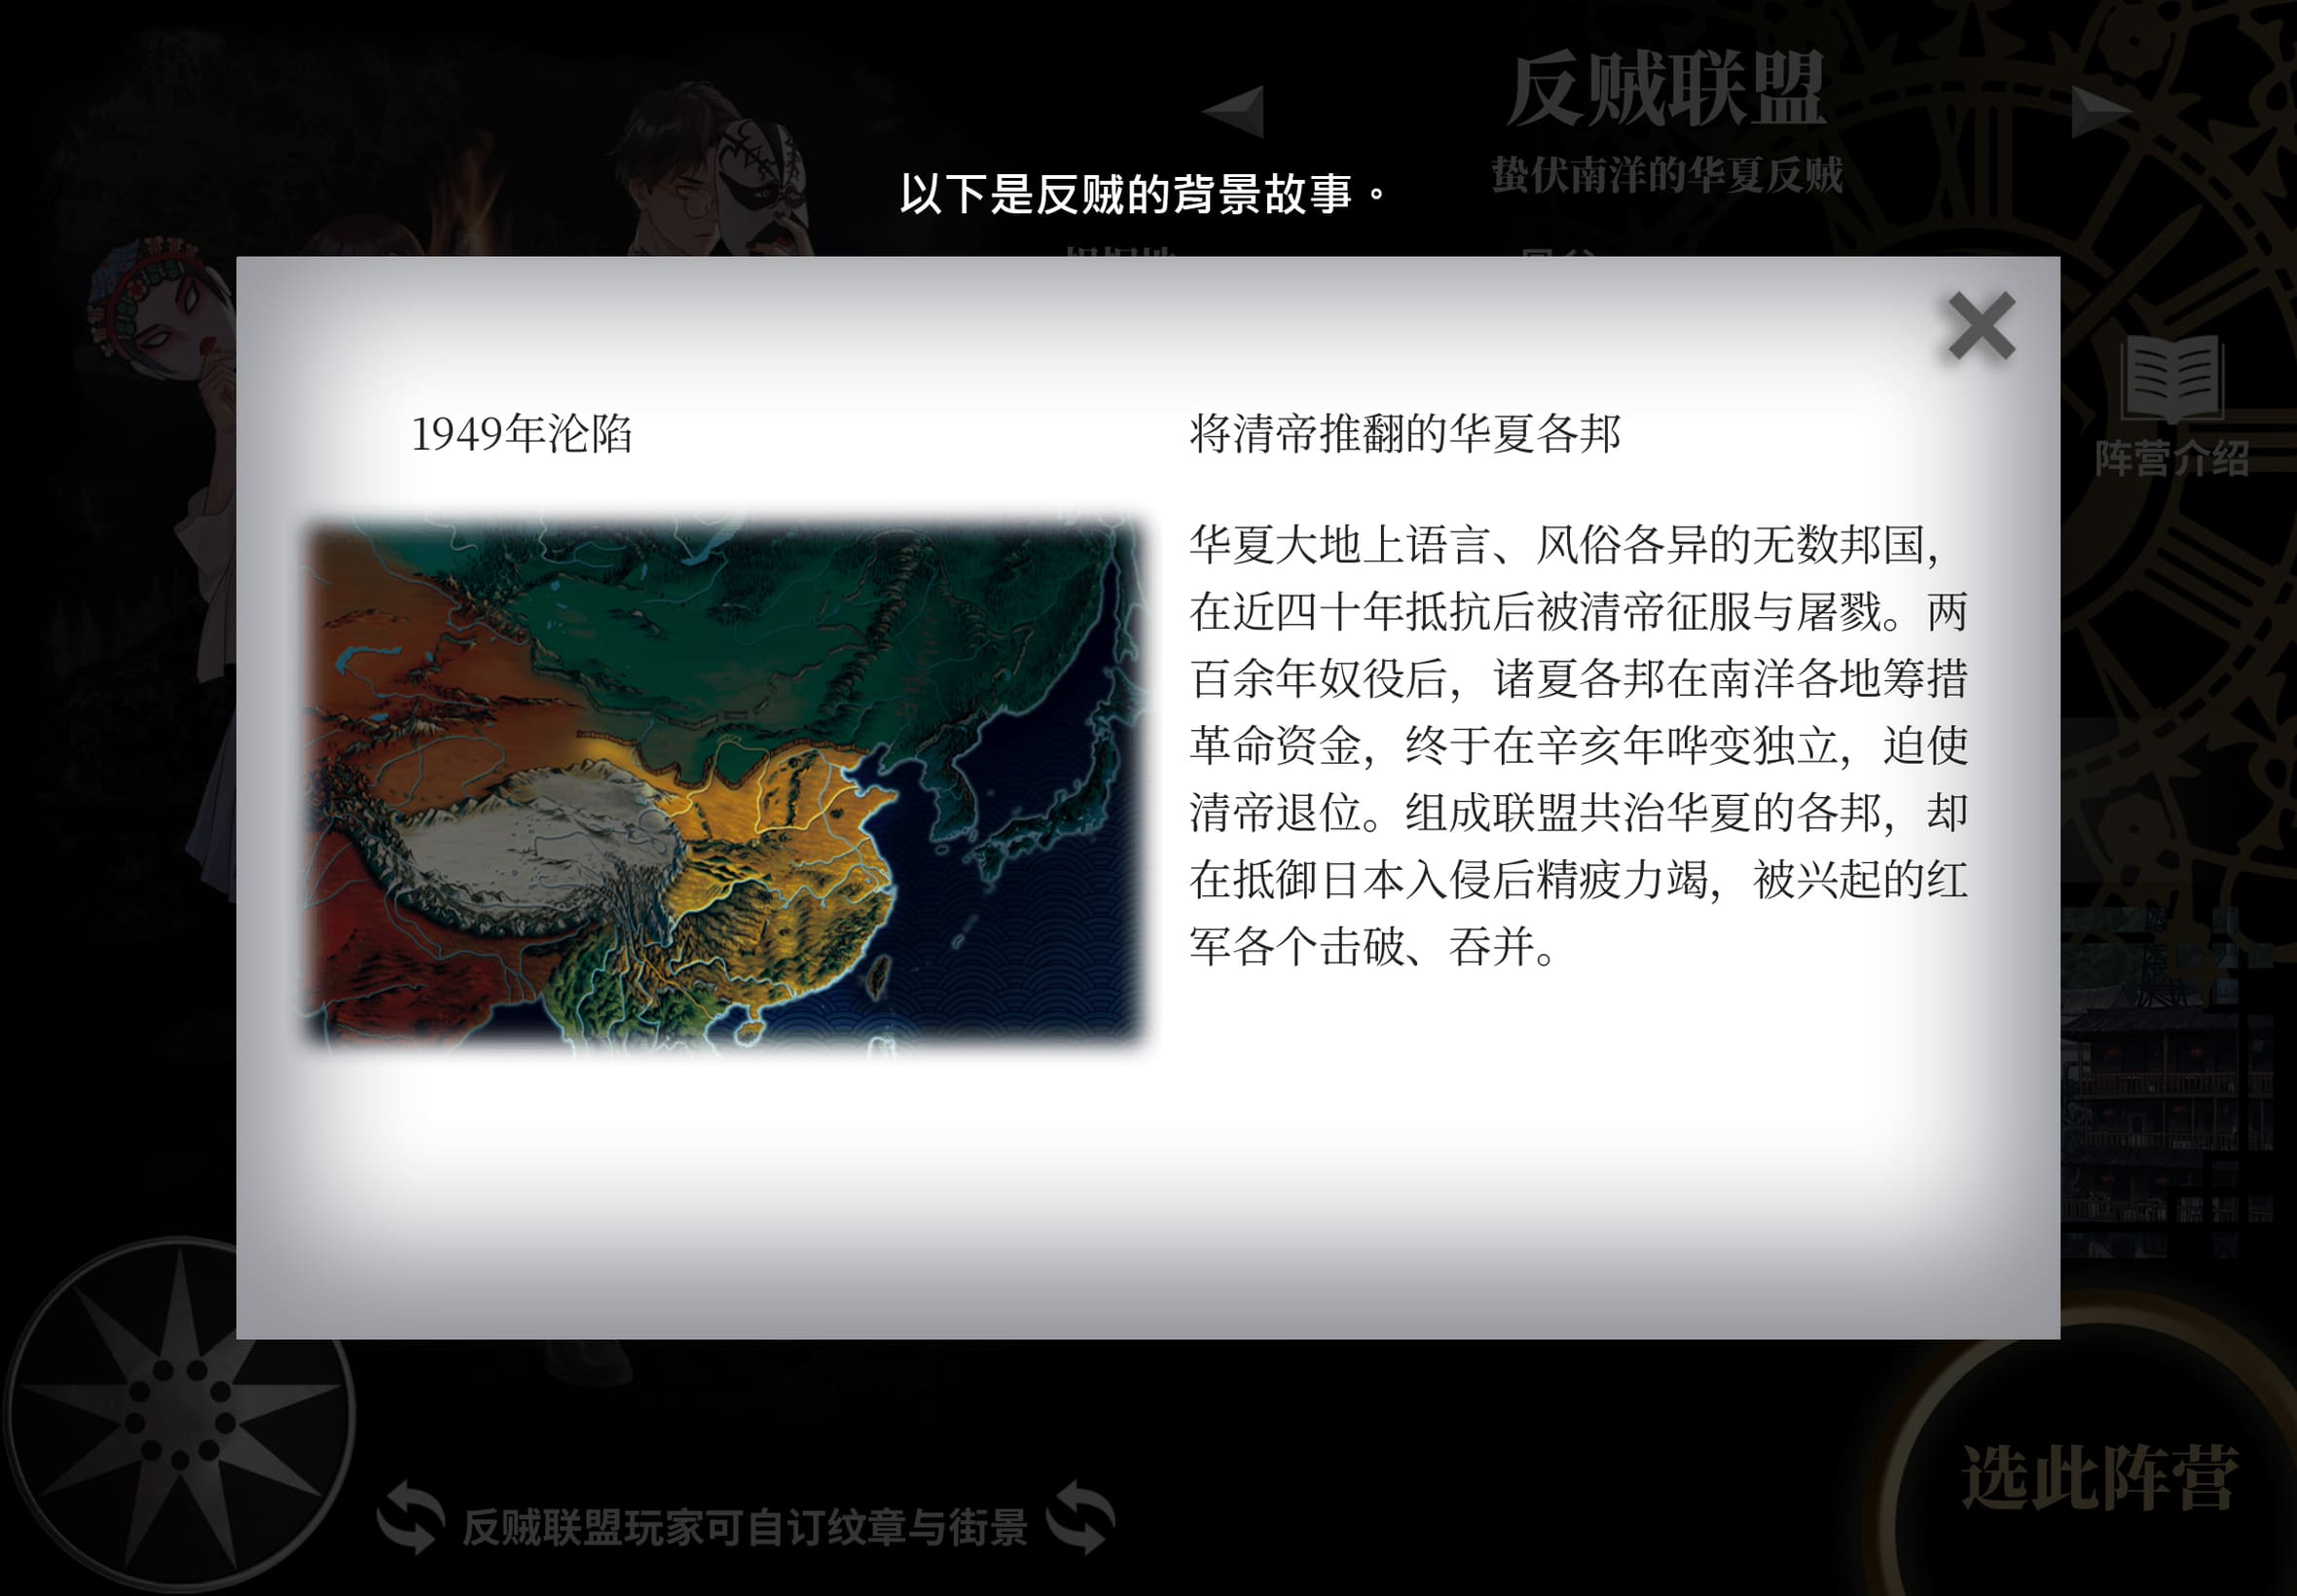 反贼联盟
蛰伏南洋的华夏反贼
以下是反贼的背景故事。
阵营介绍
1949年沦陷
将清帝推翻的华夏各邦
华夏大地上语言、风俗各异的无数邦国，
在近四十年抵抗后被清帝征服与屠戮。两
百余年奴役后，诸夏各邦在南洋各地筹措
革命资金，终于在辛亥年哗变独立，迫使
清帝退位。组成联盟共治华夏的各邦，却
在抵御日本入侵后精疲力竭，被兴起的红
军各个击破、吞并。
反贼联盟玩家可自订纹章与街景
选此阵营